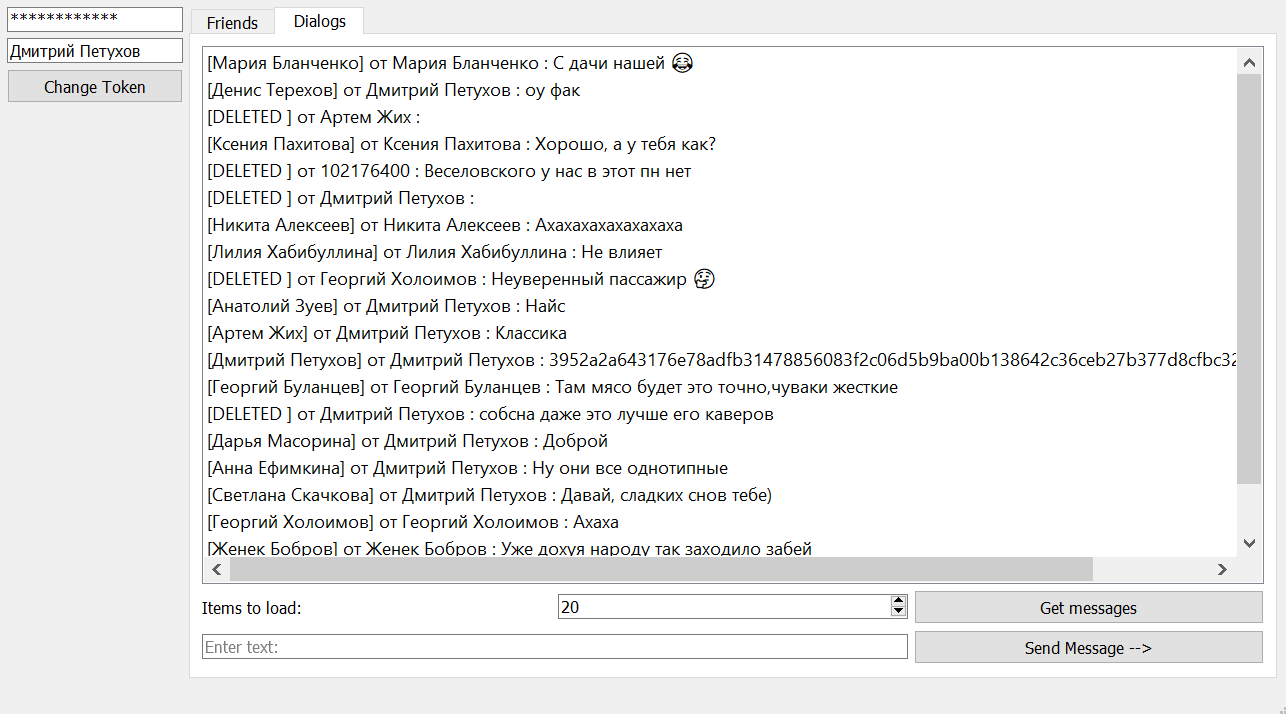 ************
Дмитрий Петухов
Change Token
Friends
Dialogs
[Мария Бланченко] от Мария Бланченко : С дачи нашей 😂
[Денис Терехов] от Дмитрий Петухов : оу фак
[DELETED ] от Артем Жих :
[Ксения Пахитова] от Ксения Пахитова : Хорошо, а у тебя как?
[DELETED ] от 102176400 : Веселовского у нас в этот пн нет
[DELETED ] от Дмитрий Петухов :
[Никита Алексеев] от Никита Алексеев : Ахахахахахахахаха
[Лилия Хабибуллина] от Лилия Хабибуллина : Не влияет
[DELETED ] от Георгий Холоимов : Неуверенный пассажир 🤔
[Анатолий Зуев] от Дмитрий Петухов : Найс
[Артем Жих] от Дмитрий Петухов : Классика
[Дмитрий Петухов] от Дмитрий Петухов : 3952a2a643176e78adfb31478856083f2c06d5b9ba00b138642c36ceb27b377d8cfbc32
[Георгий Буланцев] от Георгий Буланцев : Там мясо будет это точно,чуваки жесткие
[DELETED ] от Дмитрий Петухов : собсна даже это лучше его каверов
[Дарья Масорина] от Дмитрий Петухов : Доброй
[Анна Ефимкина] от Дмитрий Петухов : Ну они все однотипные
[Светлана Скачкова] от Дмитрий Петухов : Давай, сладких снов тебе)
[Георгий Холоимов] от Георгий Холоимов : Ахаха
[Женек Бобров] от Женек Бобров : Уже дохуя народу так заходило забей
Items to load:
20
Get messages
Enter text:
Send Message -->